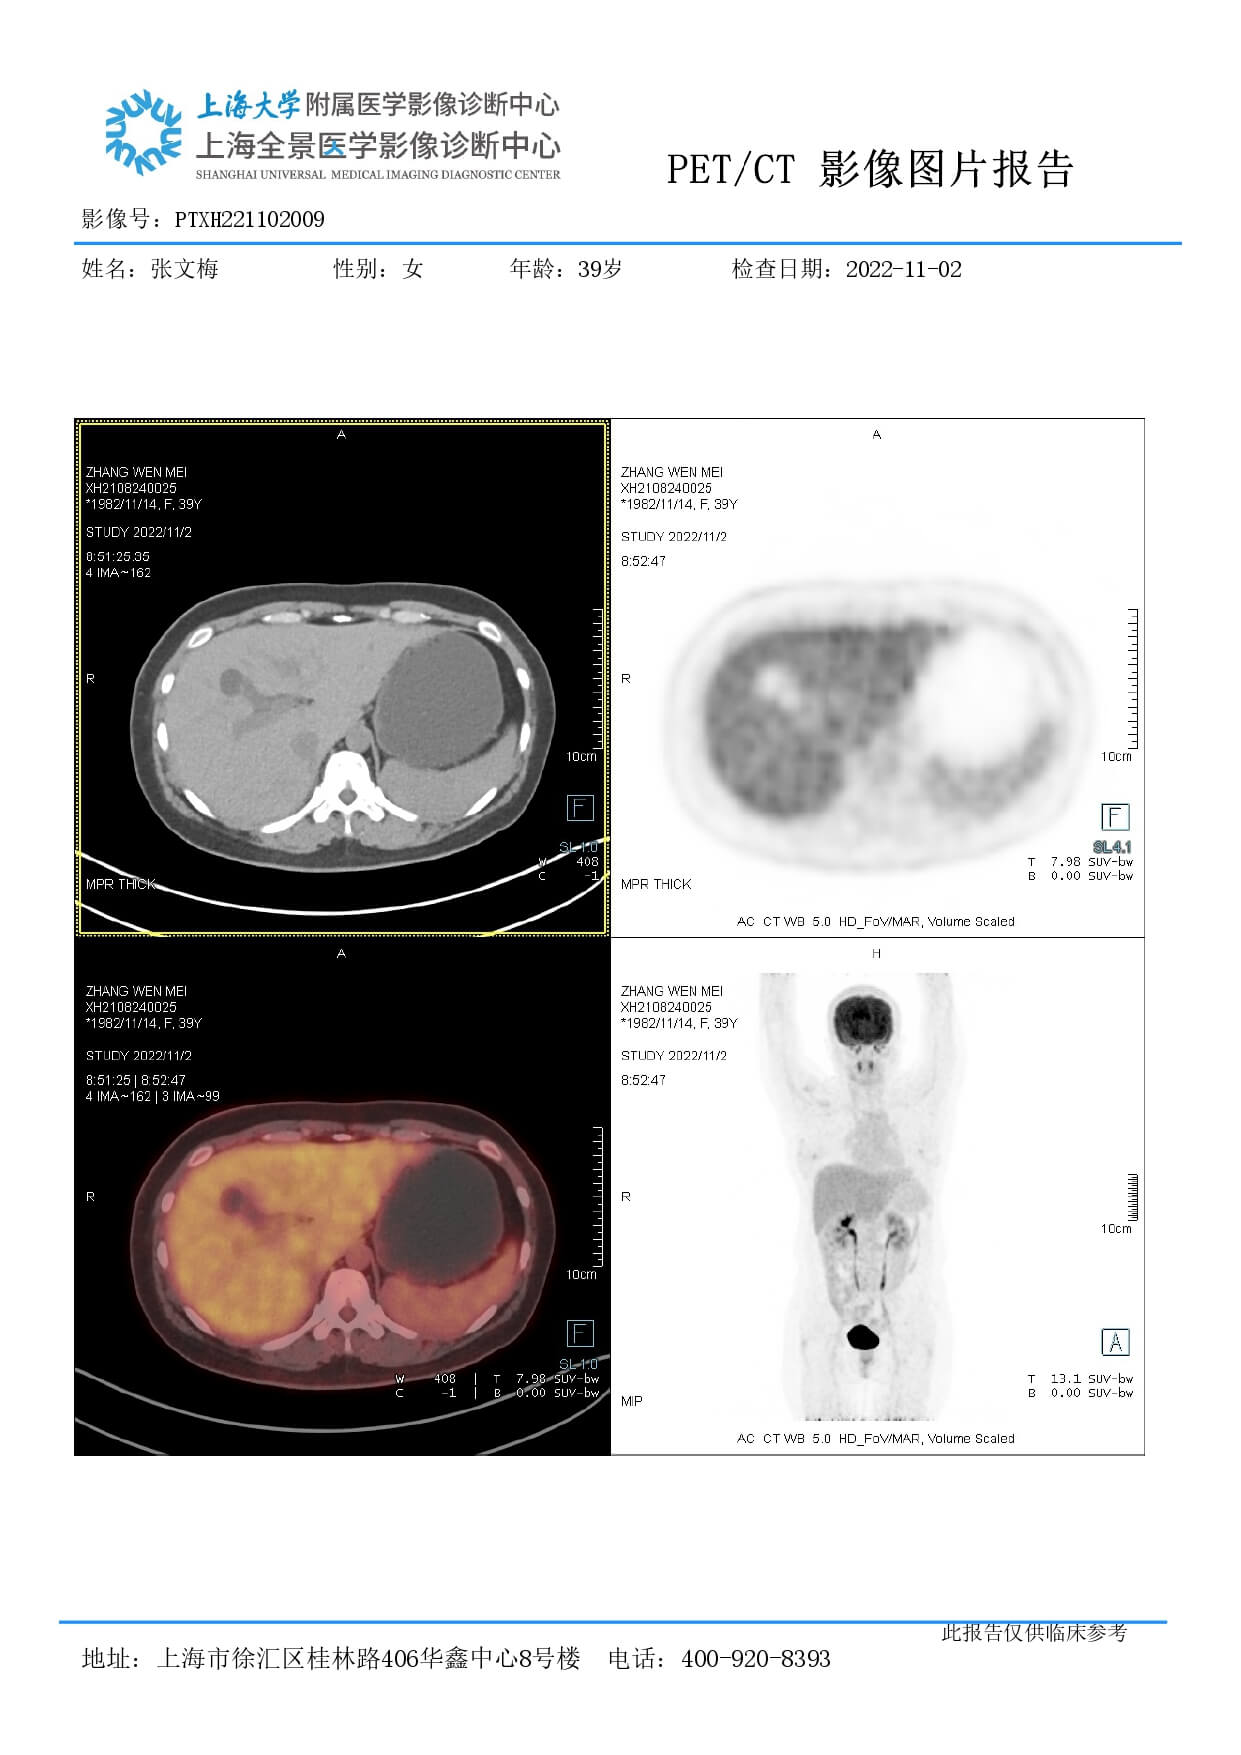 上海大学附属医学影像诊断中心
上海全景医学影像诊断中心
SHANGHAI UNIVERSAL MEDICAL IMAGING DIAGNOSTIC CENTER
PET/CT 影像图片报告
影像号：PTXH221102009
姓名：张文梅 性别：女 年龄：39岁 检查日期：2022-11-02
A
ZHANG WEN MEI
XH2108240025
*1982/11/14, F, 39Y
STUDY 2022/11/2
8:51:25.35
4 IMA~162
R
10cm
F
SL 1.0
W 408
C -1
MPR THICK
A
ZHANG WEN MEI
XH2108240025
*1982/11/14, F, 39Y
STUDY 2022/11/2
8:52:47
R
10cm
F
SL4.1
T 7.98 SUV-bw
B 0.00 SUV-bw
MPR THICK
AC CT WB 5.0 HD_FoV/MAR, Volume Scaled
A
ZHANG WEN MEI
XH2108240025
*1982/11/14, F, 39Y
STUDY 2022/11/2
8:51:25 | 8:52:47
4 IMA~162 | 3 IMA~99
R
10cm
F
SL 1.0
W 408 | T 7.98 SUV-bw
C -1 | B 0.00 SUV-bw
H
ZHANG WEN MEI
XH2108240025
*1982/11/14, F, 39Y
STUDY 2022/11/2
8:52:47
R
10cm
A
T 13.1 SUV-bw
B 0.00 SUV-bw
MIP
AC CT WB 5.0 HD_FoV/MAR, Volume Scaled
此报告仅供临床参考
地址：上海市徐汇区桂林路406华鑫中心8号楼 电话：400-920-8393